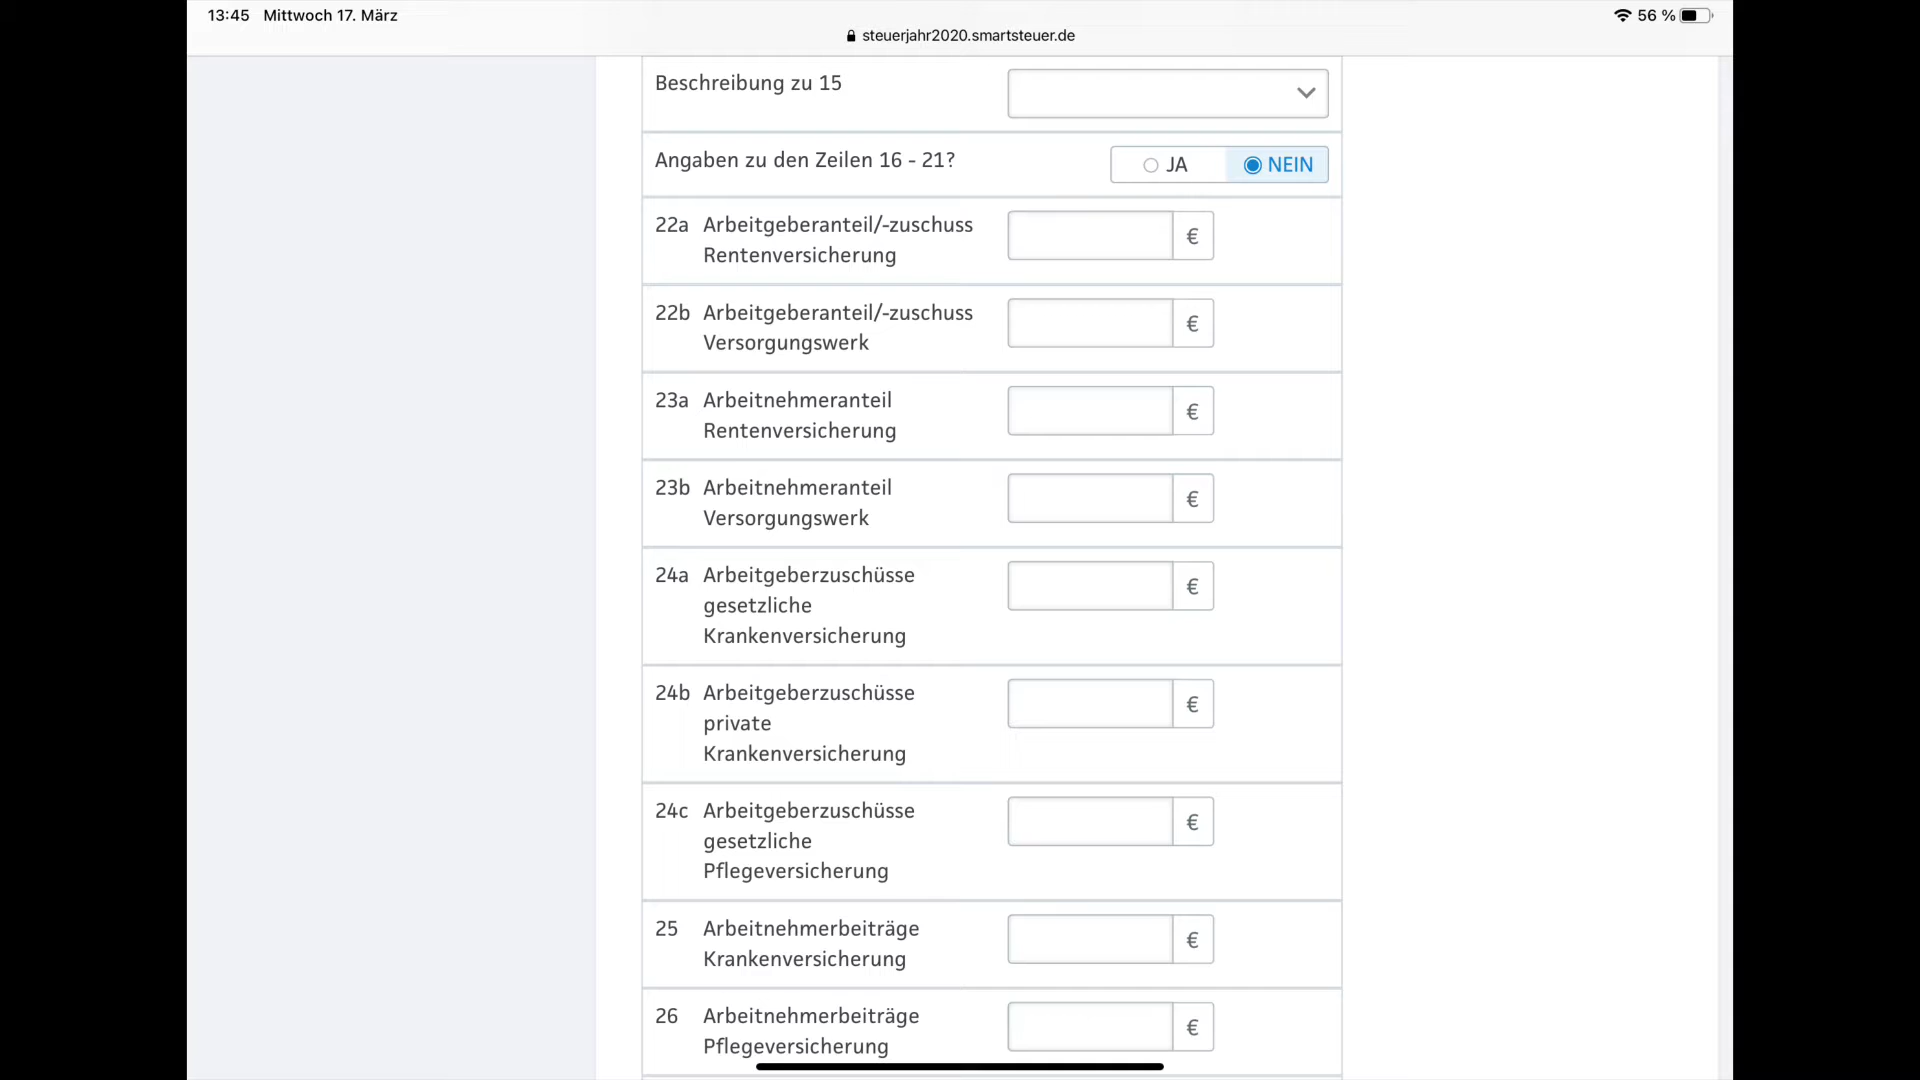 13:45 Mittwoch 17. März
56 %
steuerjahr2020.smartsteuer.de
Beschreibung zu 15
Angaben zu den Zeilen 16 - 21?
JA
NEIN
22a Arbeitgeberanteil/-zuschuss
Rentenversicherung
€
22b Arbeitgeberanteil/-zuschuss
Versorgungswerk
€
23a Arbeitnehmeranteil
Rentenversicherung
€
23b Arbeitnehmeranteil
Versorgungswerk
€
24a Arbeitgeberzuschüsse
gesetzliche
Krankenversicherung
€
24b Arbeitgeberzuschüsse
private
Krankenversicherung
€
24c Arbeitgeberzuschüsse
gesetzliche
Pflegeversicherung
€
25 Arbeitnehmerbeiträge
Krankenversicherung
€
26 Arbeitnehmerbeiträge
Pflegeversicherung
€